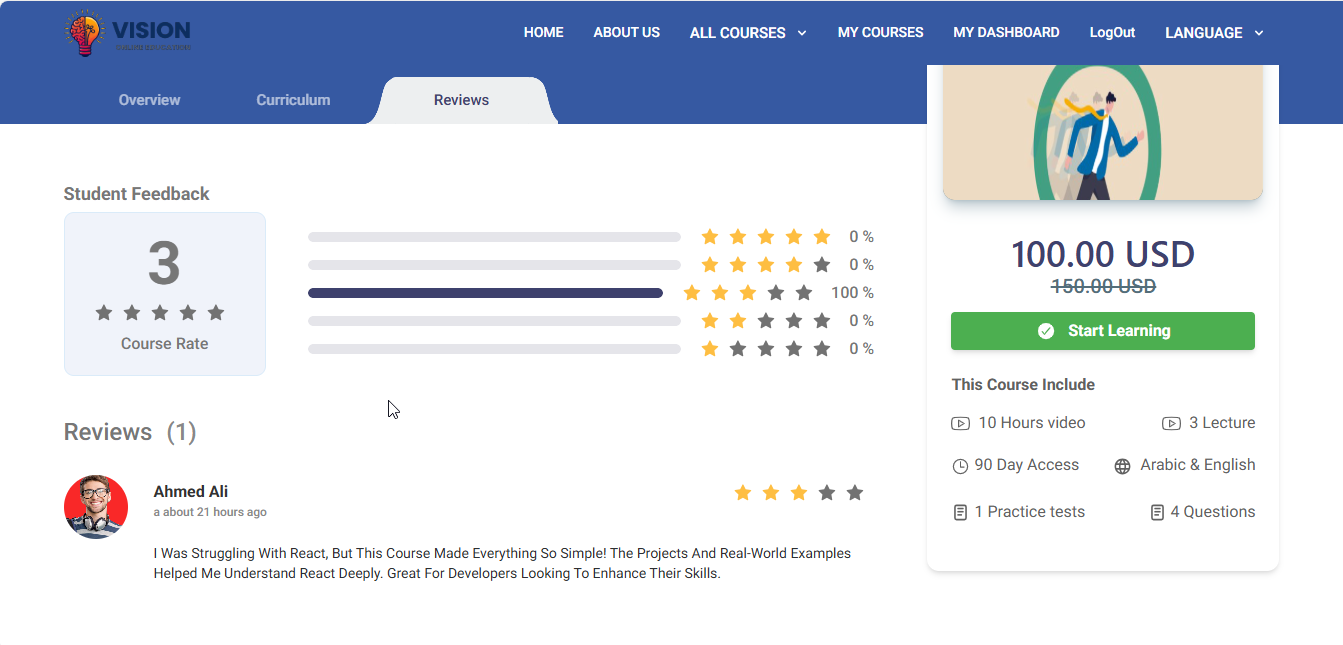 VISION
HOME ABOUT US ALL COURSES MY COURSES MY DASHBOARD LogOut LANGUAGE
Overview Curriculum Reviews
Student Feedback
3
Course Rate
0 %
0 %
100 %
0 %
0 %
Reviews (1)
Ahmed Ali
a about 21 hours ago
I Was Struggling With React, But This Course Made Everything So Simple! The Projects And Real-World Examples
Helped Me Understand React Deeply. Great For Developers Looking To Enhance Their Skills.
100.00 USD
150.00 USD
Start Learning
This Course Include
10 Hours video 3 Lecture
90 Day Access Arabic & English
1 Practice tests 4 Questions